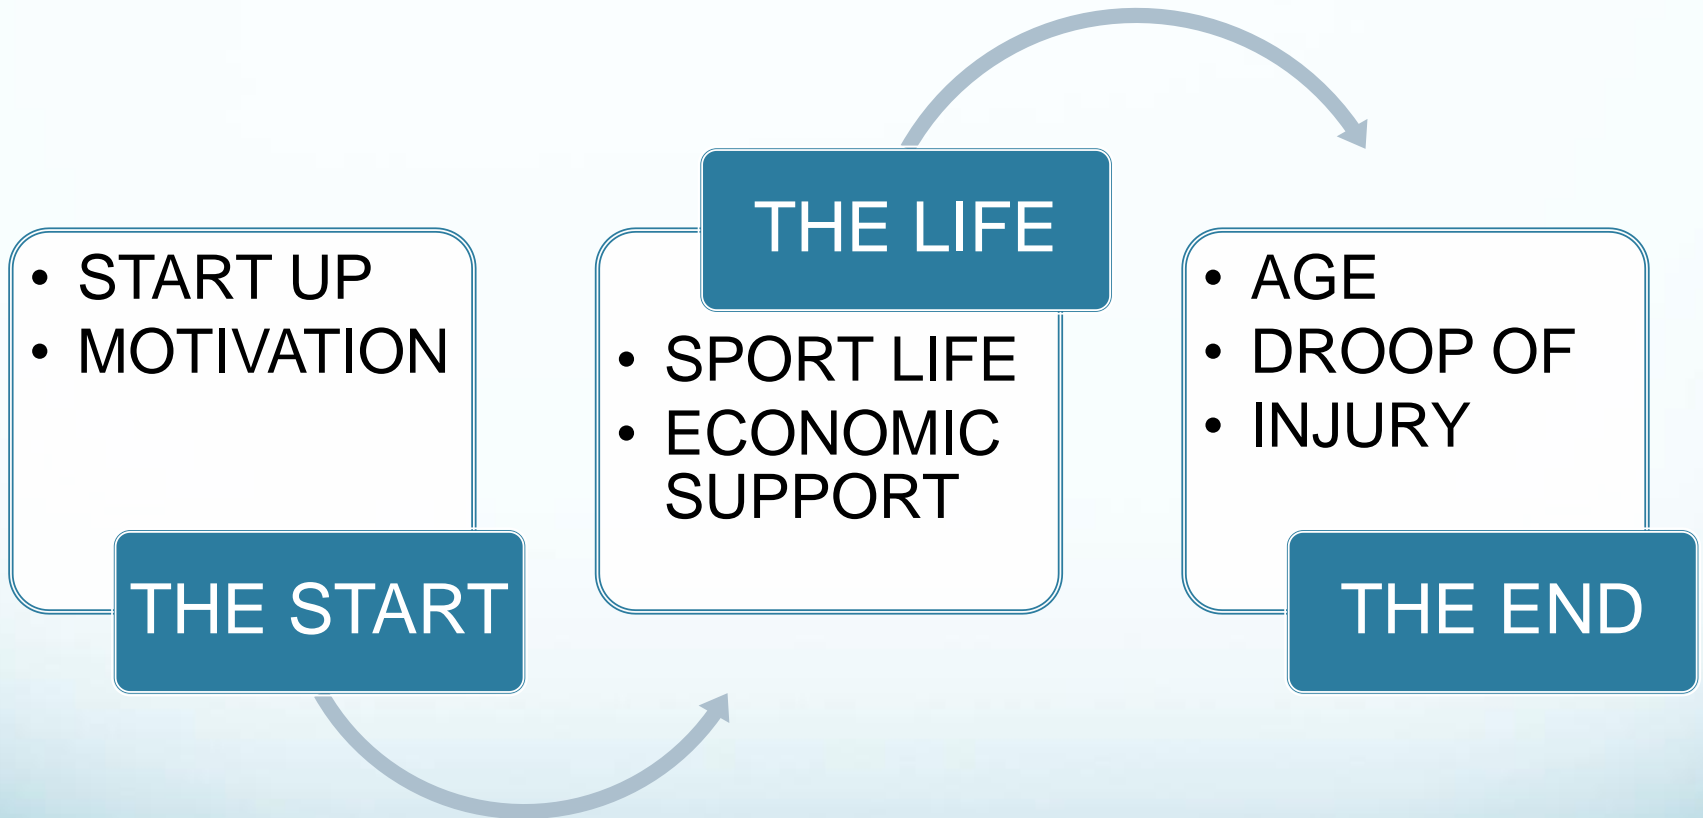 • START UP
• MOTIVATION
THE START
THE LIFE
• SPORT LIFE
• ECONOMIC
SUPPORT
• AGE
• DROOP OF
• INJURY
THE END